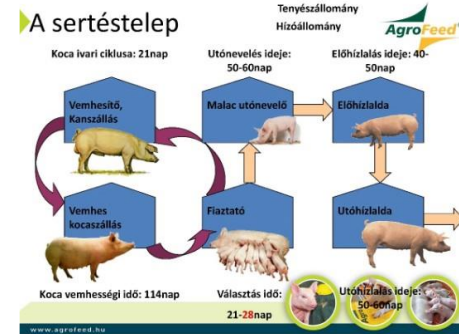 A sertéstelep
Tenyészállomány
Hízóállomány
AgroFeed
Koca ivari ciklusa: 21nap
Utónevelés ideje:
50-60nap
Előhízlalás ideje: 40-
50nap
Vemhesítő,
Kanszállás
Malac utónevelő
Előhízlalda
Vemhes
kocaszállás
Fiaztató
Utóhízlalda
Koca vemhességi idő: 114nap
Választás idő:
21-28nap
Utóhízlalás ideje:
50-60nap
www.agrofeed.hu